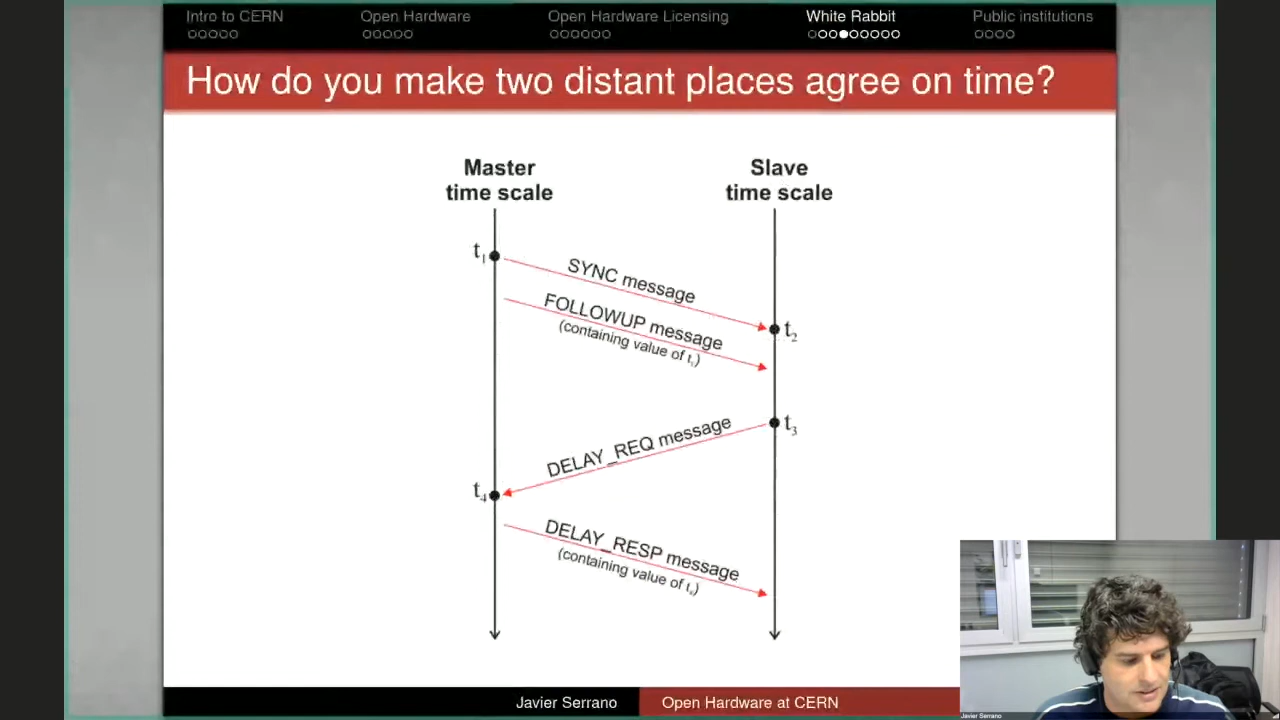 Intro to CERN
Open Hardware
Open Hardware Licensing
White Rabbit
Public institutions
How do you make two distant places agree on time?
Master
time scale
Slave
time scale
t1
SYNC message
t2
FOLLOWUP message
(containing value of t1)
t3
DELAY_REQ message
t4
DELAY_RESP message
(containing value of t4)
Javier Serrano
Open Hardware at CERN
Javier Serrano